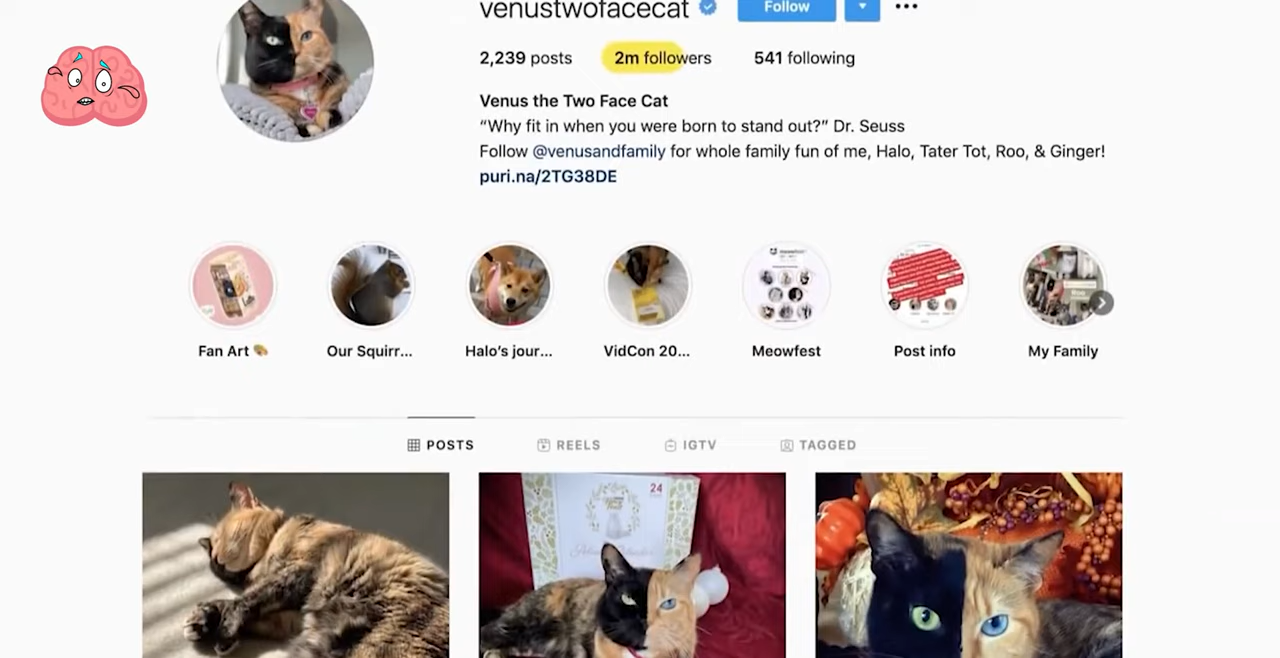 venustwofacecat
Follow
2,239 posts 2m followers 541 following
Venus the Two Face Cat
“Why fit in when you were born to stand out?” Dr. Seuss
Follow @venusandfamily for whole family fun of me, Halo, Tater Tot, Roo, & Ginger!
puri.na/2TG38DE
Fan Art Our Squirr... Halo’s jour... VidCon 20... Meowfest Post info My Family
POSTS REELS IGTV TAGGED
24